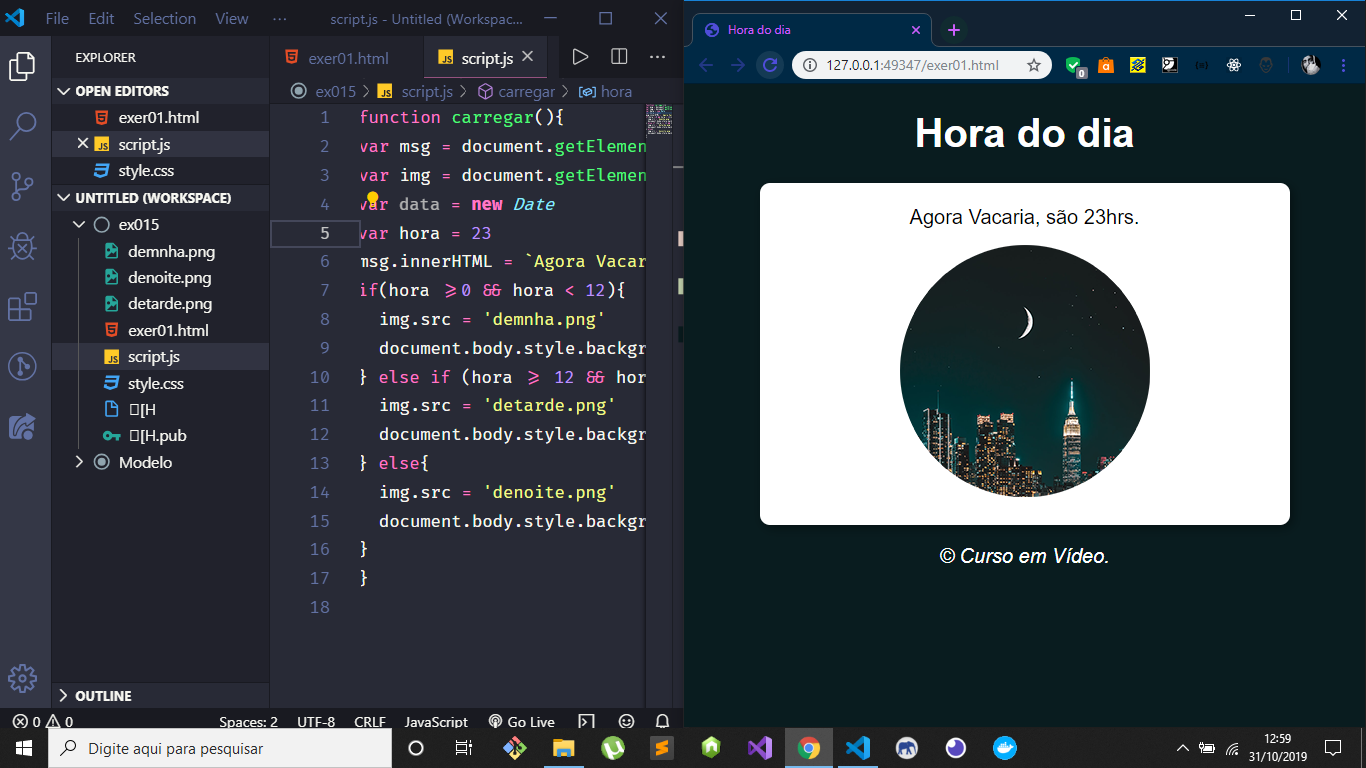 File Edit Selection View ··· script.js - Untitled (Workspac...
EXPLORER
OPEN EDITORS
exer01.html
script.js
style.css
UNTITLED (WORKSPACE)
ex015
demnha.png
denoite.png
detarde.png
exer01.html
script.js
style.css
□[H
□[H.pub
Modelo
OUTLINE
exer01.html script.js
ex015 > script.js > carregar > hora
1 function carregar(){
2 var msg = document.getElemen
3 var img = document.getElemen
4 var data = new Date
5 var hora = 23
6 msg.innerHTML = `Agora Vacar
7 if(hora >=0 && hora < 12){
8 img.src = 'demnha.png'
9 document.body.style.backgr
10 } else if (hora >= 12 && hor
11 img.src = 'detarde.png'
12 document.body.style.backgr
13 } else{
14 img.src = 'denoite.png'
15 document.body.style.backgr
16 }
17 }
18
0 0 Spaces: 2 UTF-8 CRLF JavaScript Go Live
Hora do dia
127.0.0.1:49347/exer01.html
Hora do dia
Agora Vacaria, são 23hrs.
© Curso em Vídeo.
Digite aqui para pesquisar
12:59
31/10/2019